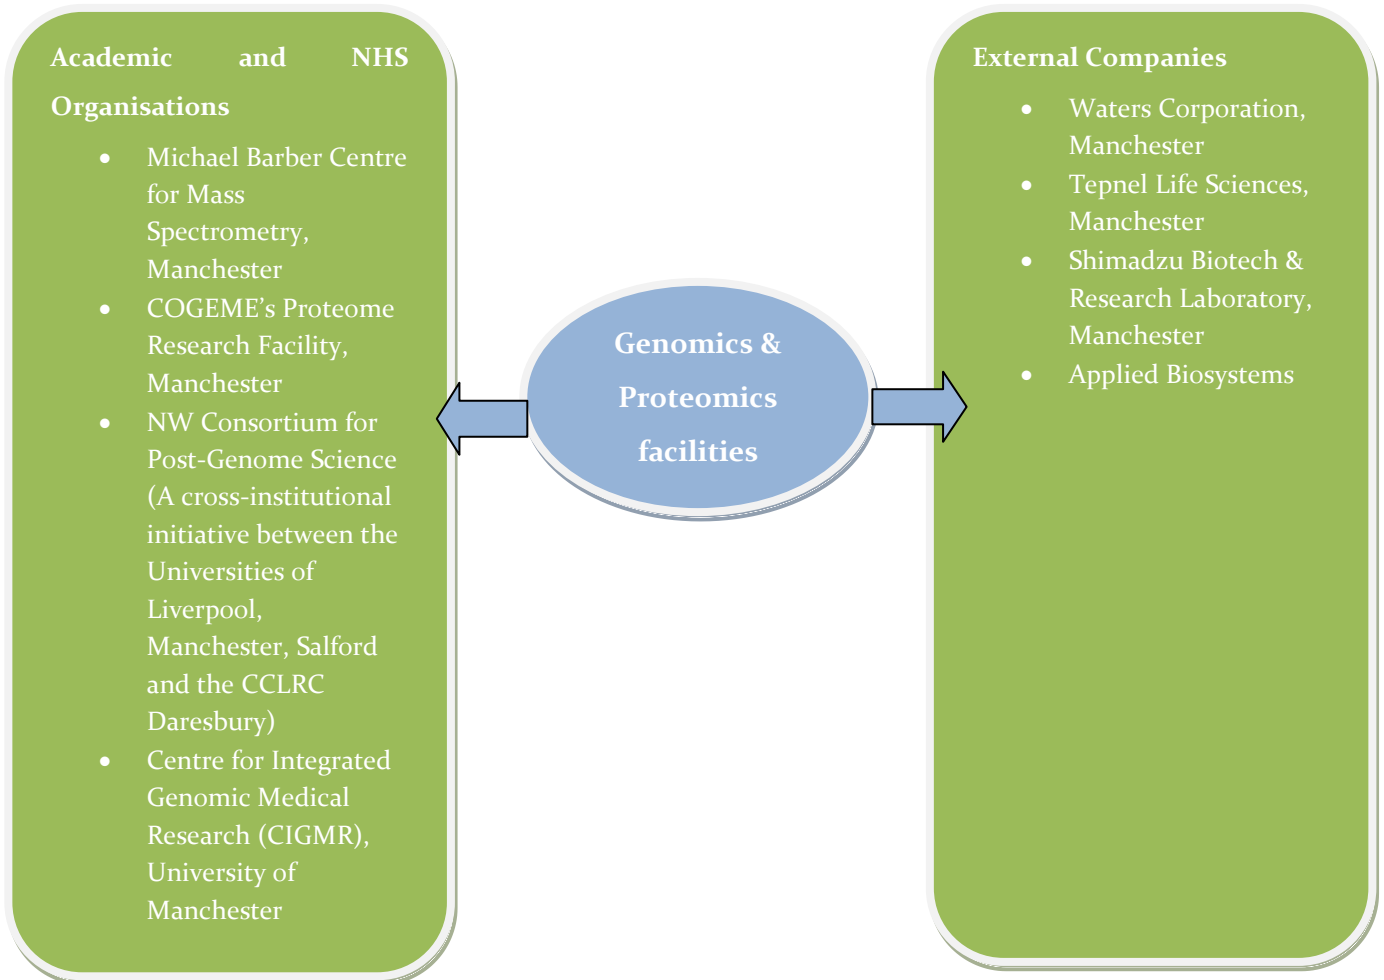 Academic and NHS
Organisations
• Michael Barber Centre
for Mass
Spectrometry,
Manchester
• COGEME’s Proteome
Research Facility,
Manchester
• NW Consortium for
Post-Genome Science
(A cross-institutional
initiative between the
Universities of
Liverpool,
Manchester, Salford
and the CCLRC
Daresbury)
• Centre for Integrated
Genomic Medical
Research (CIGMR),
University of
Manchester
Genomics &
Proteomics
facilities
External Companies
• Waters Corporation,
Manchester
• Tepnel Life Sciences,
Manchester
• Shimadzu Biotech &
Research Laboratory,
Manchester
• Applied Biosystems